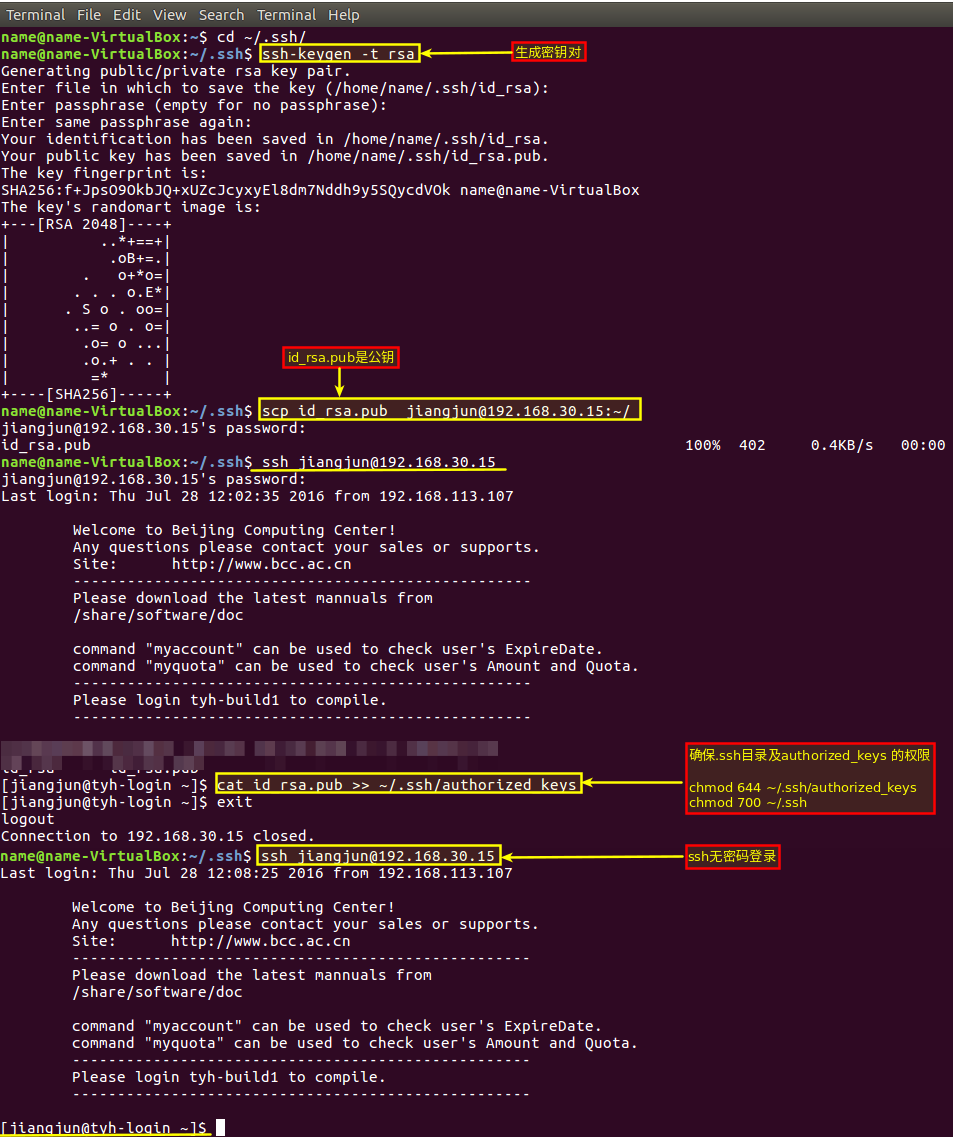 Terminal File Edit View Search Terminal Help
name@name-VirtualBox:~$ cd ~/.ssh/
name@name-VirtualBox:~/.ssh$ ssh-keygen -t rsa 生成密钥对
Generating public/private rsa key pair.
Enter file in which to save the key (/home/name/.ssh/id_rsa):
Enter passphrase (empty for no passphrase):
Enter same passphrase again:
Your identification has been saved in /home/name/.ssh/id_rsa.
Your public key has been saved in /home/name/.ssh/id_rsa.pub.
The key fingerprint is:
SHA256:f+JpsO9OkbJQ+xUZcJcyxyEl8dm7Nddh9y5SQycdVOk name@name-VirtualBox
The key's randomart image is:
+---[RSA 2048]----+
|          ..*+==+|
|           .oB+=.|
|        .   o+*o=|
|       . . . o.E*|
|      . S o . oo=|
|       ..= o . o=|
|        .o= o ...|
|        .o.+ . . |
|         =*      |
+----[SHA256]-----+
id_rsa.pub是公钥
name@name-VirtualBox:~/.ssh$ scp id_rsa.pub  jiangjun@192.168.30.15:~/
jiangjun@192.168.30.15's password:
id_rsa.pub 100% 402 0.4KB/s 00:00
name@name-VirtualBox:~/.ssh$ ssh jiangjun@192.168.30.15
jiangjun@192.168.30.15's password:
Last login: Thu Jul 28 12:02:35 2016 from 192.168.113.107
Welcome to Beijing Computing Center!
Any questions please contact your sales or supports.
Site:      http://www.bcc.ac.cn
---------------------------------------------------
Please download the latest mannuals from
/share/software/doc
command "myaccount" can be used to check user's ExpireDate.
command "myquota" can be used to check user's Amount and Quota.
---------------------------------------------------
Please login tyh-build1 to compile.
---------------------------------------------------
确保.ssh目录及authorized_keys 的权限
id_rsa      id_rsa.pub
[jiangjun@tyh-login ~]$ cat id_rsa.pub >> ~/.ssh/authorized_keys
chmod 644 ~/.ssh/authorized_keys
chmod 700 ~/.ssh
[jiangjun@tyh-login ~]$ exit
logout
Connection to 192.168.30.15 closed.
name@name-VirtualBox:~/.ssh$ ssh jiangjun@192.168.30.15 ssh无密码登录
Last login: Thu Jul 28 12:08:25 2016 from 192.168.113.107
Welcome to Beijing Computing Center!
Any questions please contact your sales or supports.
Site:      http://www.bcc.ac.cn
---------------------------------------------------
Please download the latest mannuals from
/share/software/doc
command "myaccount" can be used to check user's ExpireDate.
command "myquota" can be used to check user's Amount and Quota.
---------------------------------------------------
Please login tyh-build1 to compile.
---------------------------------------------------
[jiangjun@tyh-login ~]$